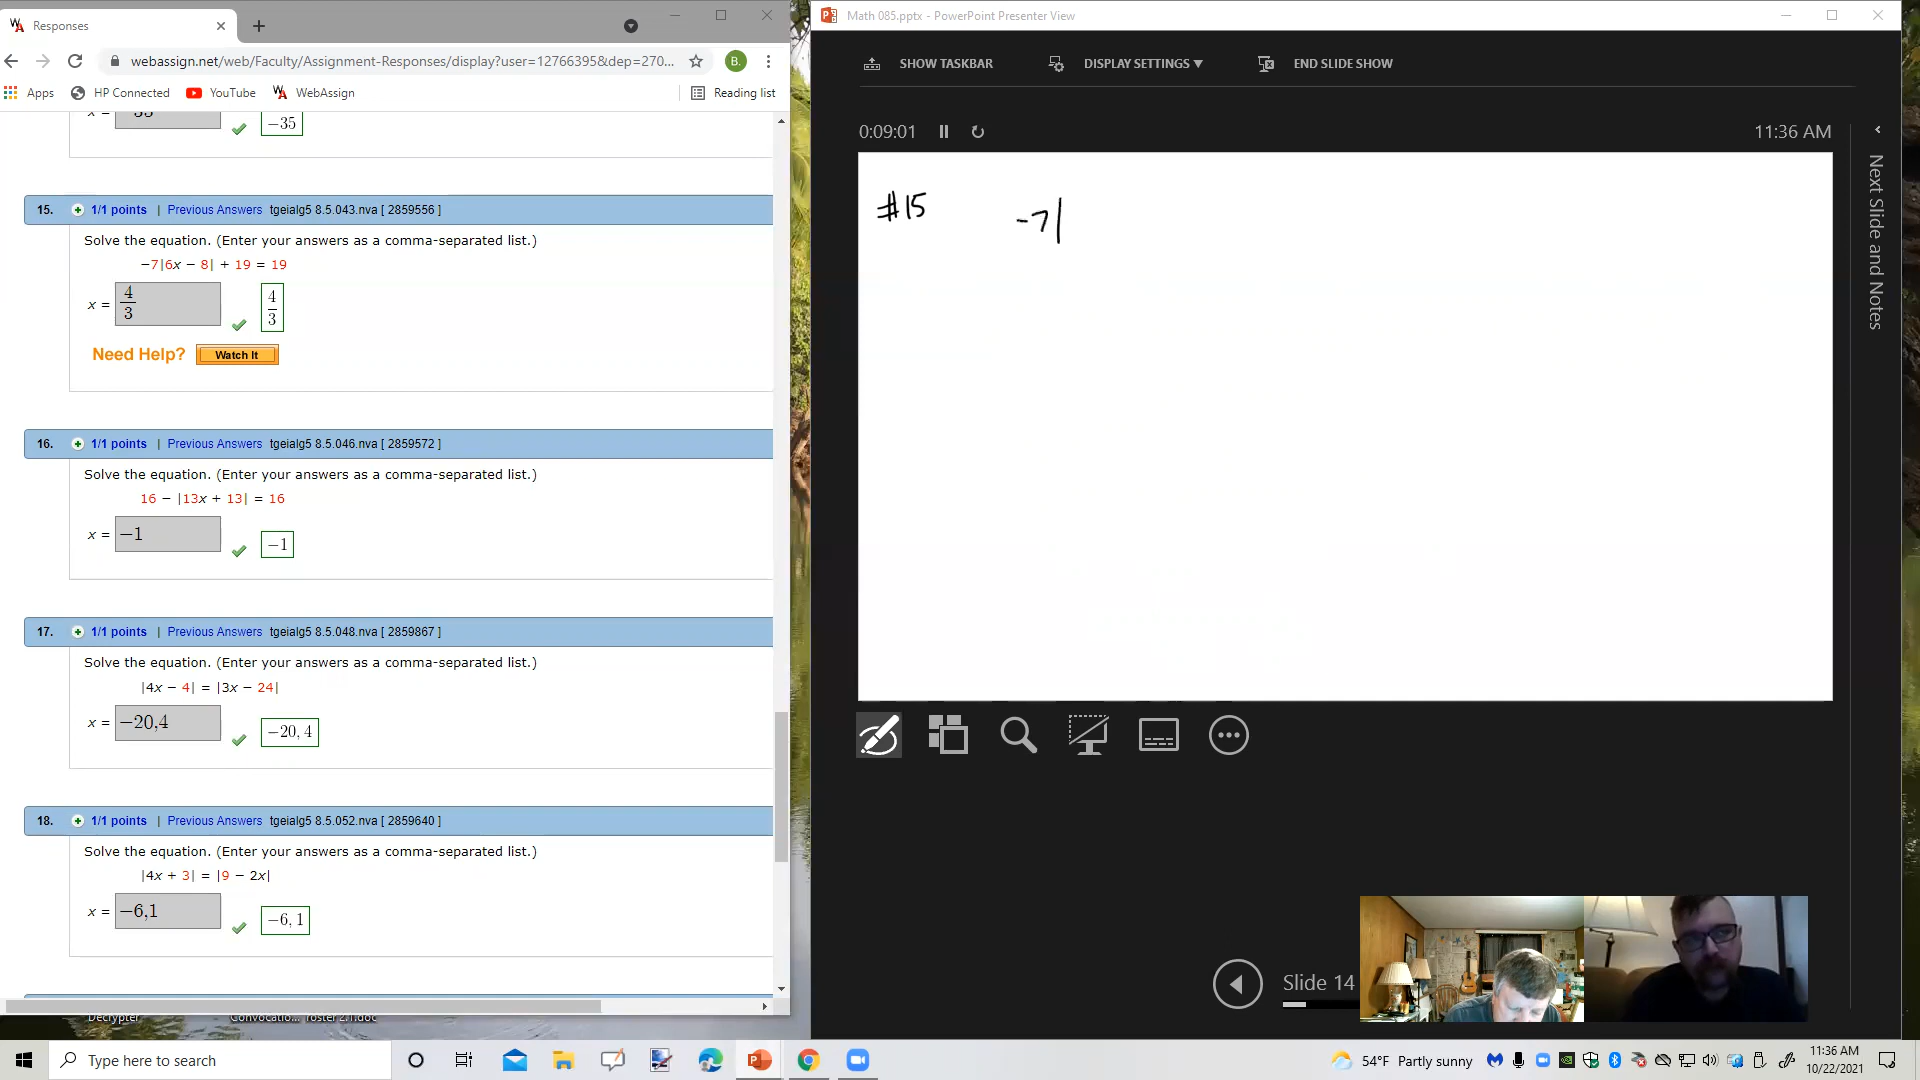 Responses
Math 085.pptx - PowerPoint Presenter View
webassign.net/web/Faculty/Assignment-Responses/display?user=12766395&dep=270...
B.
Apps
HP Connected
YouTube
WebAssign
Reading list
SHOW TASKBAR
DISPLAY SETTINGS ▼
END SLIDE SHOW
0:09:01
11:36 AM
Next Slide and Notes
x =
−35
15. 1/1 points | Previous Answers tgeialg5 8.5.043.nva [ 2859556 ]
Solve the equation. (Enter your answers as a comma-separated list.)
−7|6x − 8| + 19 = 19
x = 4/3 4/3
Need Help? Watch It
16. 1/1 points | Previous Answers tgeialg5 8.5.046.nva [ 2859572 ]
Solve the equation. (Enter your answers as a comma-separated list.)
16 − |13x + 13| = 16
x = −1 −1
17. 1/1 points | Previous Answers tgeialg5 8.5.048.nva [ 2859867 ]
Solve the equation. (Enter your answers as a comma-separated list.)
|4x − 4| = |3x − 24|
x = −20,4 −20, 4
18. 1/1 points | Previous Answers tgeialg5 8.5.052.nva [ 2859640 ]
Solve the equation. (Enter your answers as a comma-separated list.)
|4x + 3| = |9 − 2x|
x = −6,1 −6, 1
#15 -7|
Slide 14
Decrypter
Convocatio... roster 2.1.doc
Type here to search
54°F Partly sunny
11:36 AM
10/22/2021